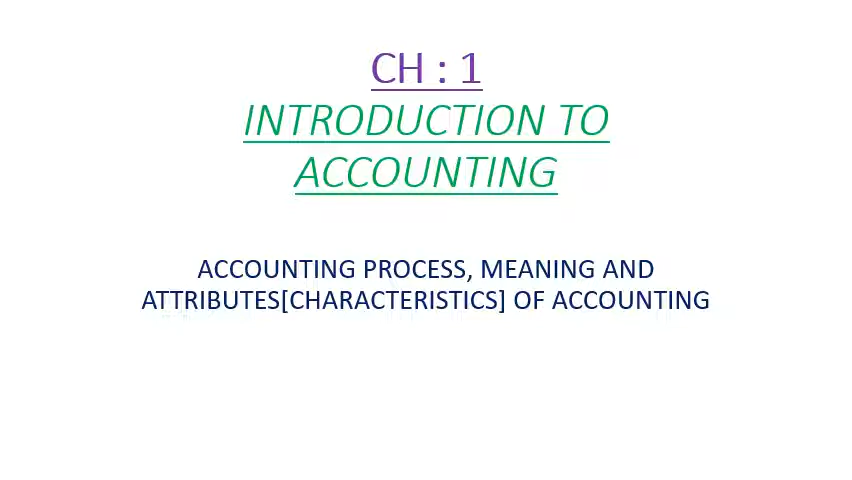 CH : 1
INTRODUCTION TO
ACCOUNTING
ACCOUNTING PROCESS, MEANING AND
ATTRIBUTES[CHARACTERISTICS] OF ACCOUNTING